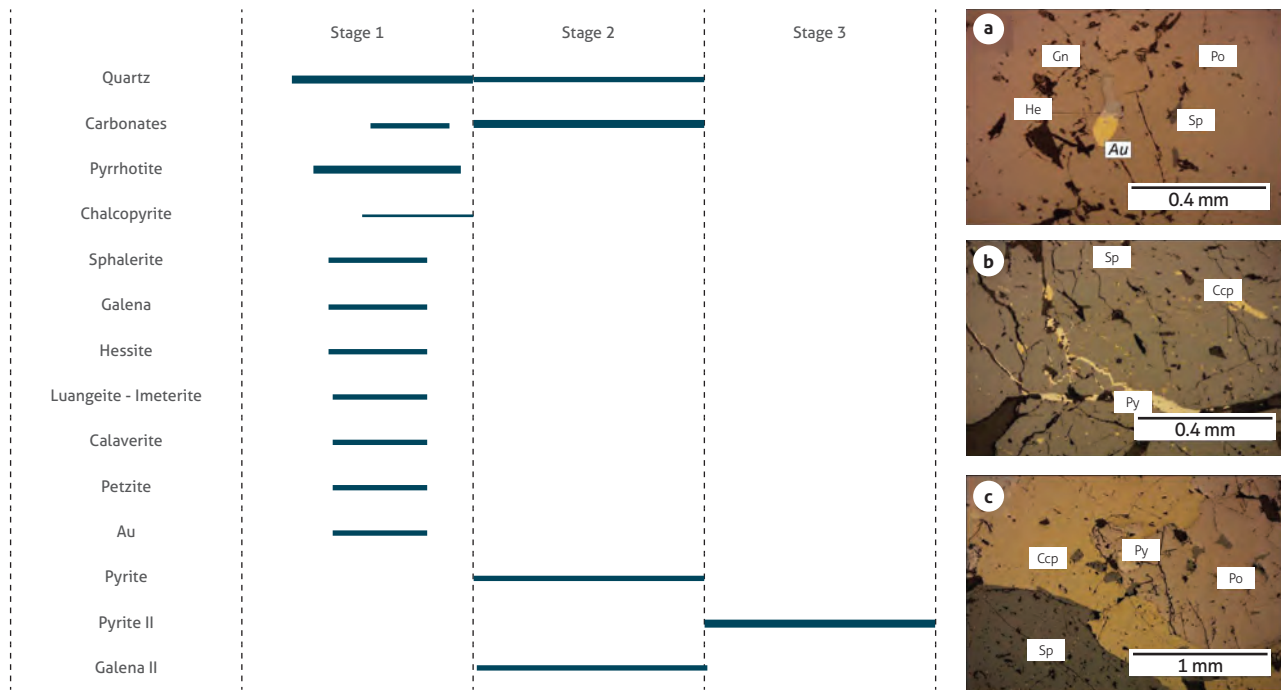 Stage 1
Stage 2
Stage 3
Quartz
Carbonates
Pyrrhotite
Chalcopyrite
Sphalerite
Galena
Hessite
Luangeite - Imeterite
Calaverite
Petzite
Au
Pyrite
Pyrite II
Galena II
a
Gn
Po
He
Sp
Au
0.4 mm
b
Sp
Ccp
Py
0.4 mm
c
Ccp
Py
Po
Sp
1 mm